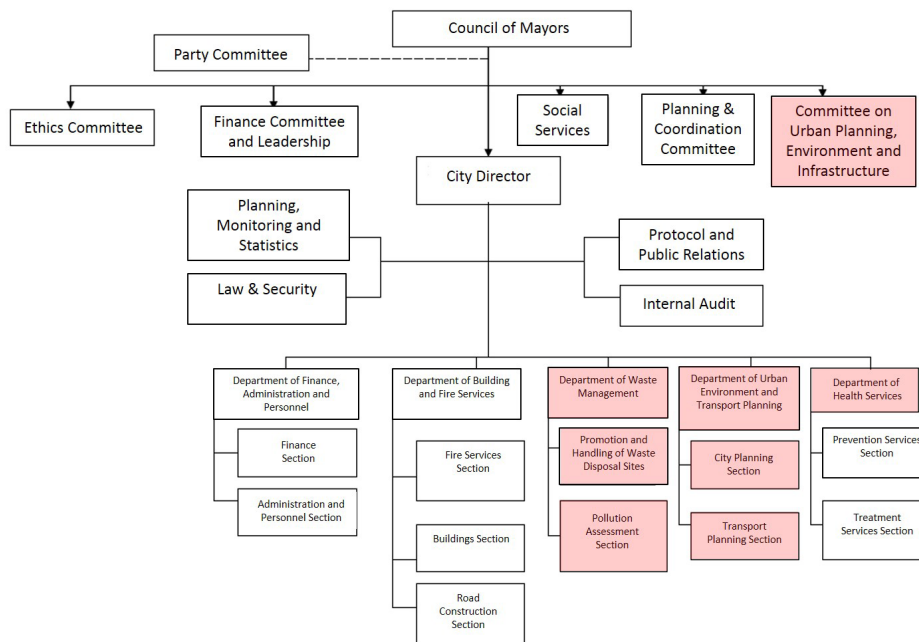 Council of Mayors
Party Committee
Ethics Committee
Finance Committee
and Leadership
Social
Services
Planning &
Coordination
Committee
Committee on
Urban Planning,
Environment and
Infrastructure
City Director
Planning,
Monitoring and
Statistics
Protocol and
Public Relations
Law & Security
Internal Audit
Department of Finance,
Administration and
Personnel
Finance
Section
Administration and
Personnel Section
Department of Building
and Fire Services
Fire Services
Section
Buildings Section
Road
Construction
Section
Department of Waste
Management
Promotion and
Handling of Waste
Disposal Sites
Pollution
Assessment
Section
Department of Urban
Environment and
Transport Planning
City Planning
Section
Transport
Planning Section
Department of
Health Services
Prevention Services
Section
Treatment
Services Section